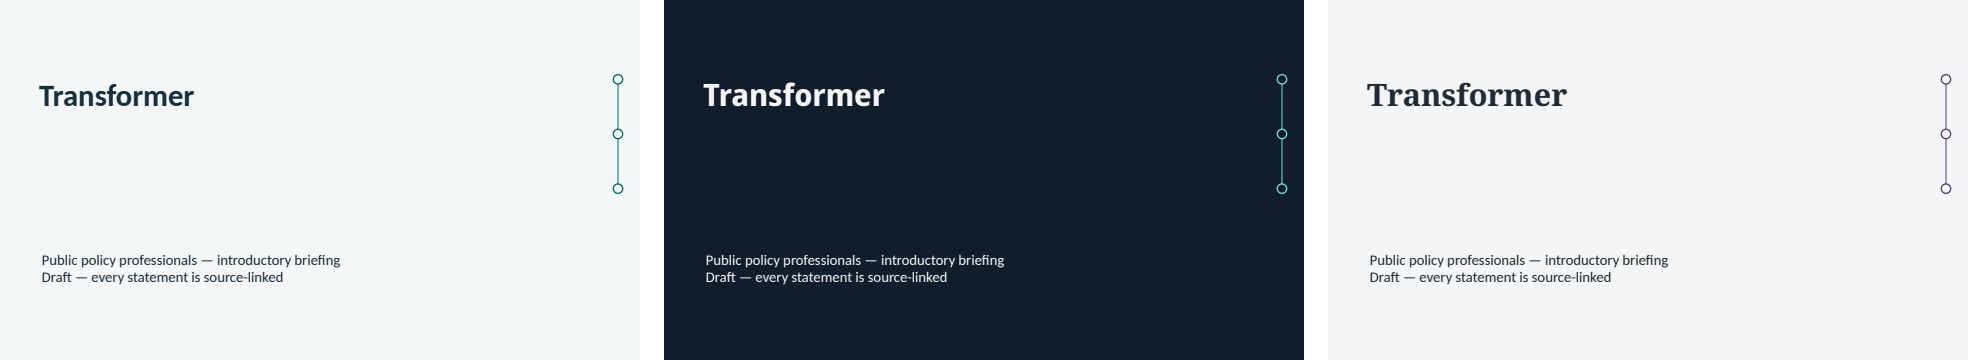 Transformer
Public policy professionals — introductory briefing
Draft — every statement is source-linked
Transformer
Public policy professionals — introductory briefing
Draft — every statement is source-linked
Transformer
Public policy professionals — introductory briefing
Draft — every statement is source-linked